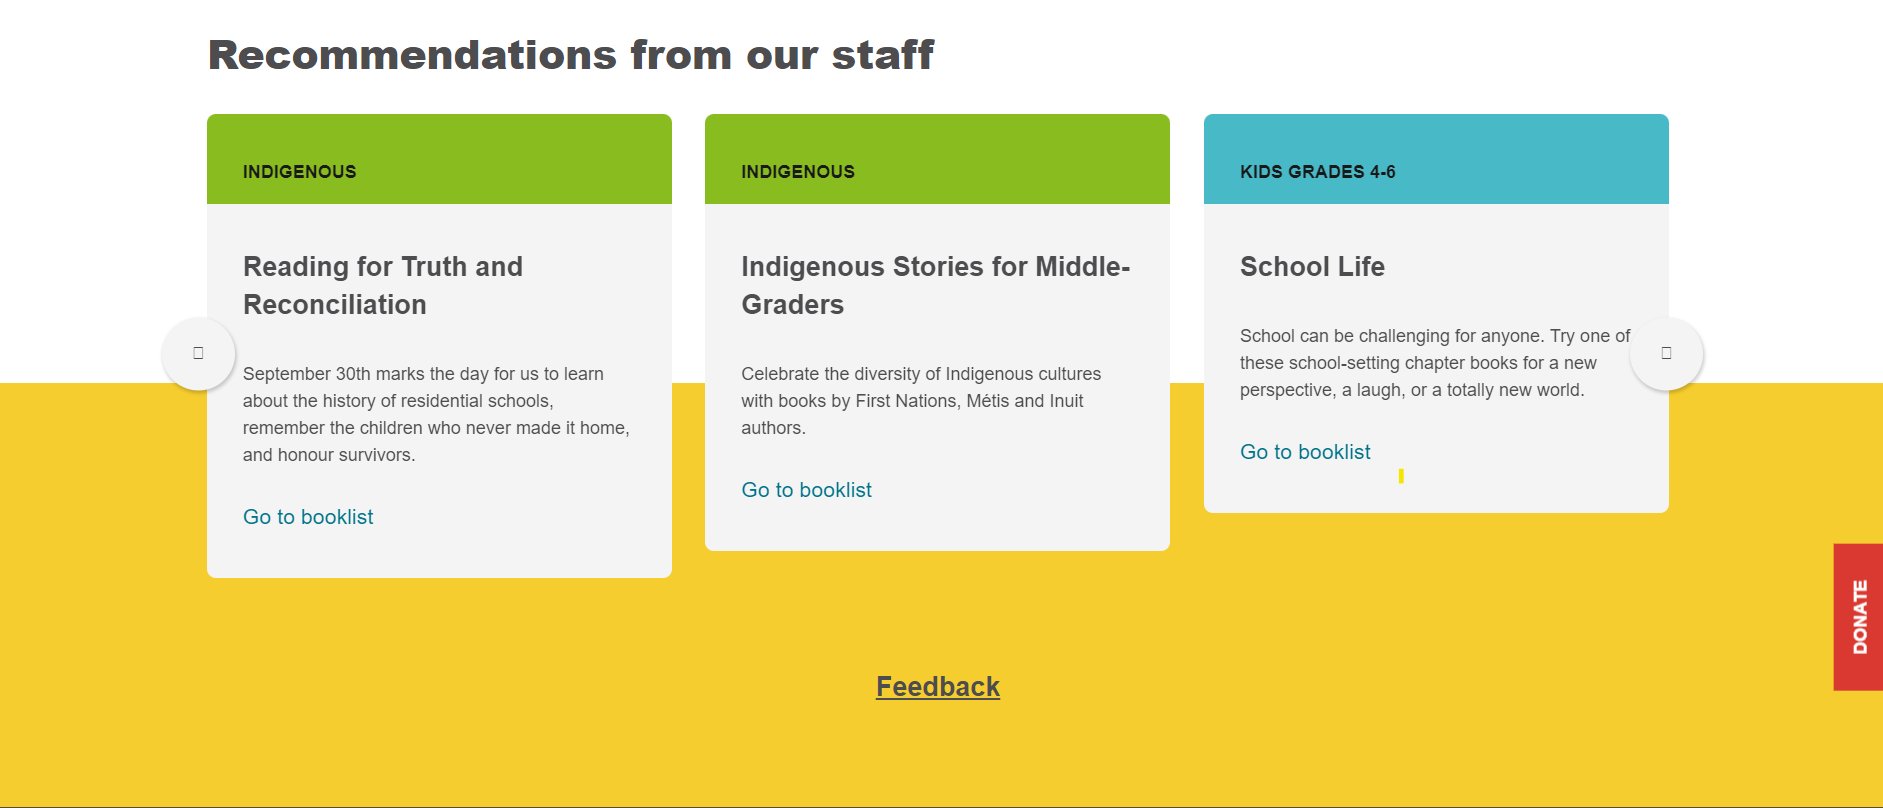 Recommendations from our staff
INDIGENOUS
Reading for Truth and
Reconciliation
September 30th marks the day for us to learn
about the history of residential schools,
remember the children who never made it home,
and honour survivors.
Go to booklist
INDIGENOUS
Indigenous Stories for Middle-
Graders
Celebrate the diversity of Indigenous cultures
with books by First Nations, Métis and Inuit
authors.
Go to booklist
KIDS GRADES 4-6
School Life
School can be challenging for anyone. Try one of
these school-setting chapter books for a new
perspective, a laugh, or a totally new world.
Go to booklist
DONATE
Feedback